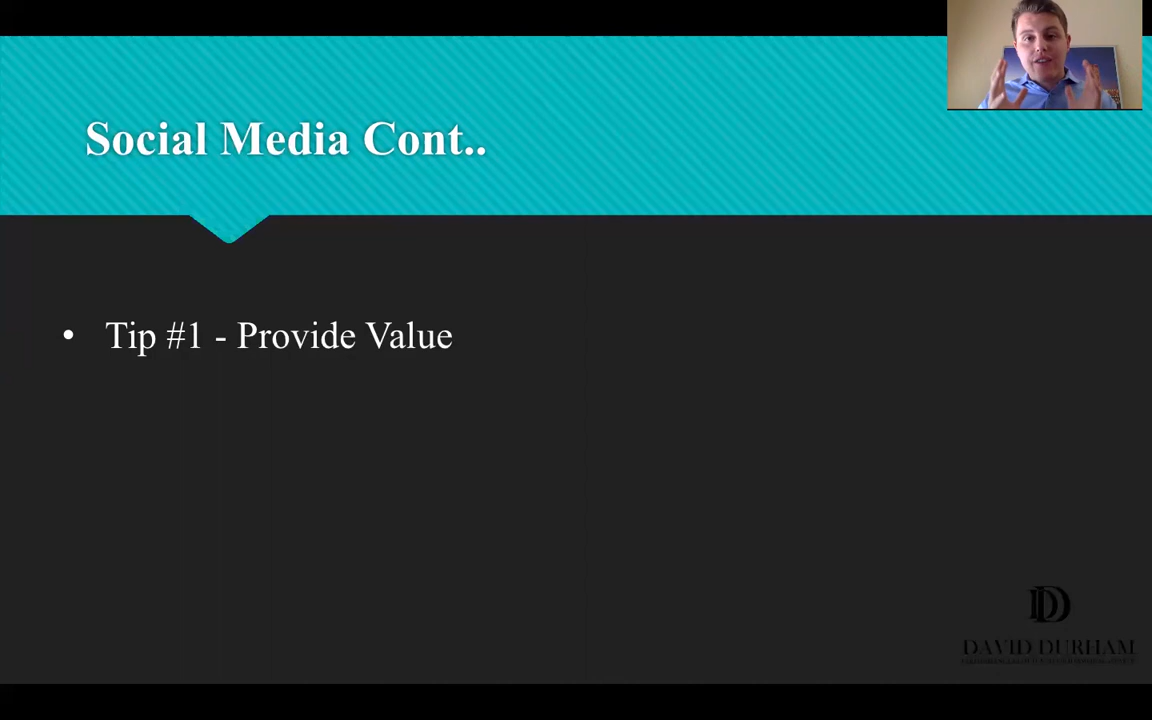 Social Media Cont..
• Tip #1 - Provide Value
DAVID DURHAM